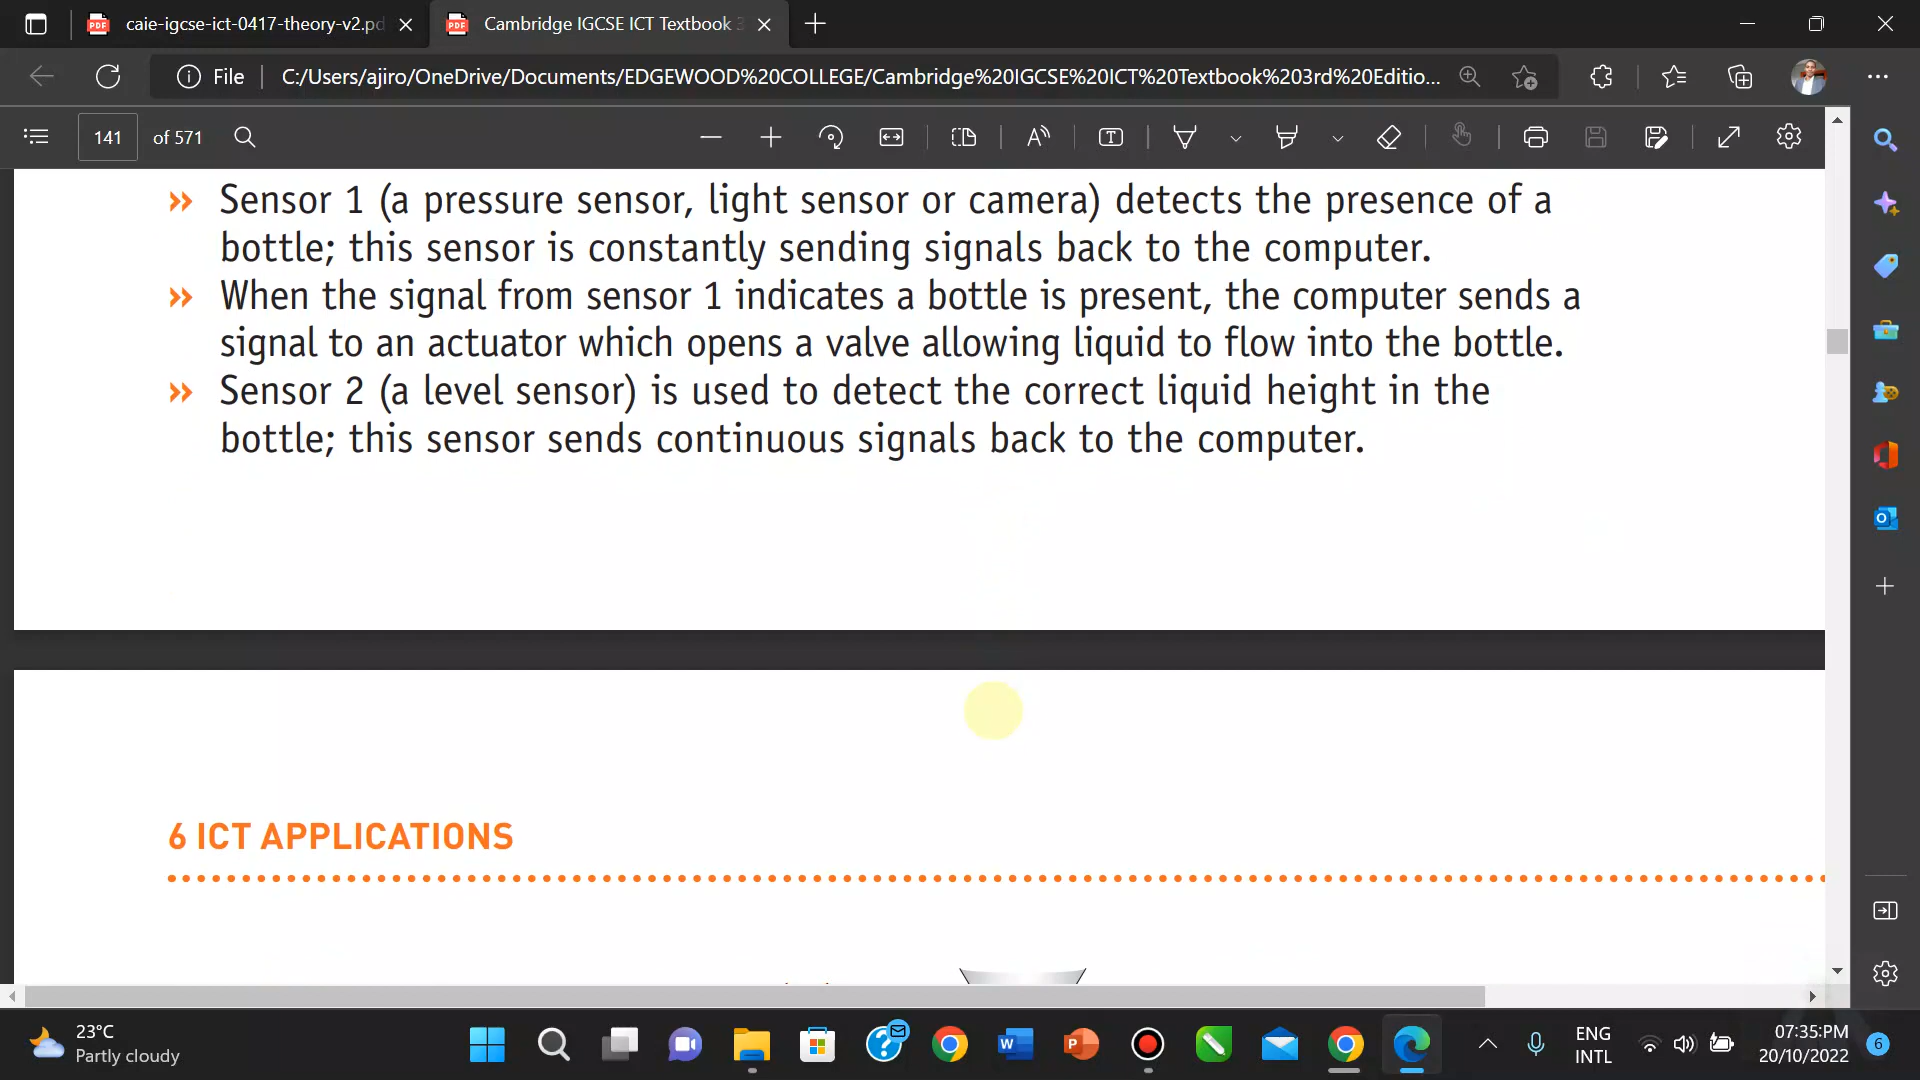 caie-igcse-ict-0417-theory-v2.pd
Cambridge IGCSE ICT Textbook 3
File
C:/Users/ajiro/OneDrive/Documents/EDGEWOOD%20COLLEGE/Cambridge%20IGCSE%20ICT%20Textbook%203rd%20Editio...
141 of 571
» Sensor 1 (a pressure sensor, light sensor or camera) detects the presence of a
bottle; this sensor is constantly sending signals back to the computer.
» When the signal from sensor 1 indicates a bottle is present, the computer sends a
signal to an actuator which opens a valve allowing liquid to flow into the bottle.
» Sensor 2 (a level sensor) is used to detect the correct liquid height in the
bottle; this sensor sends continuous signals back to the computer.
6 ICT APPLICATIONS
23°C
Partly cloudy
ENG
INTL
07:35:PM
20/10/2022
6